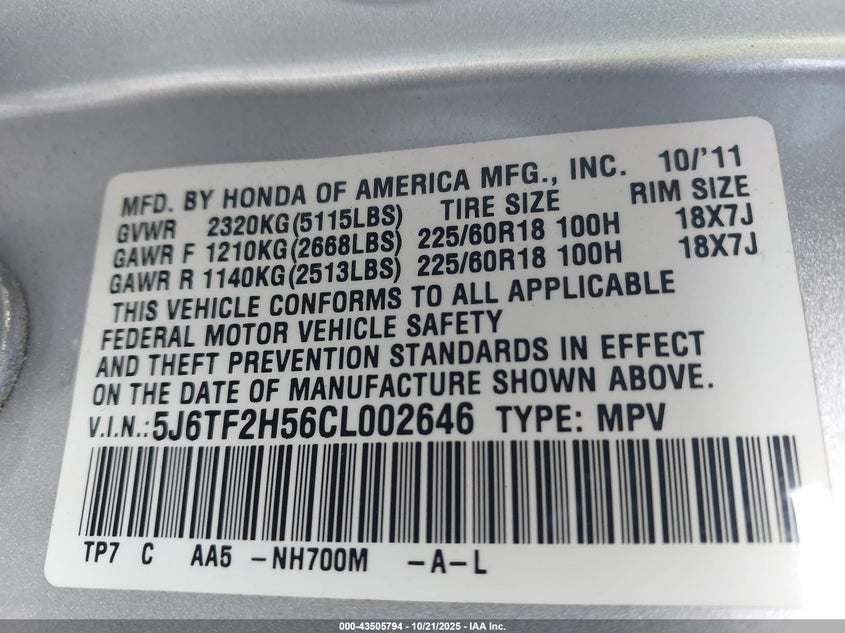 MFD. BY HONDA OF AMERICA MFG., INC. 10/'11
GVWR 2320KG(5115LBS) TIRE SIZE RIM SIZE
GAWR F 1210KG(2668LBS) 225/60R18 100H 18X7J
GAWR R 1140KG(2513LBS) 225/60R18 100H 18X7J
THIS VEHICLE CONFORMS TO ALL APPLICABLE
FEDERAL MOTOR VEHICLE SAFETY
AND THEFT PREVENTION STANDARDS IN EFFECT
ON THE DATE OF MANUFACTURE SHOWN ABOVE.
V.I.N.: 5J6TF2H56CL002646 TYPE: MPV
TP7 C AA5 -NH700M -A-L
000-43505794 - 10/21/2025 - IAA Inc.